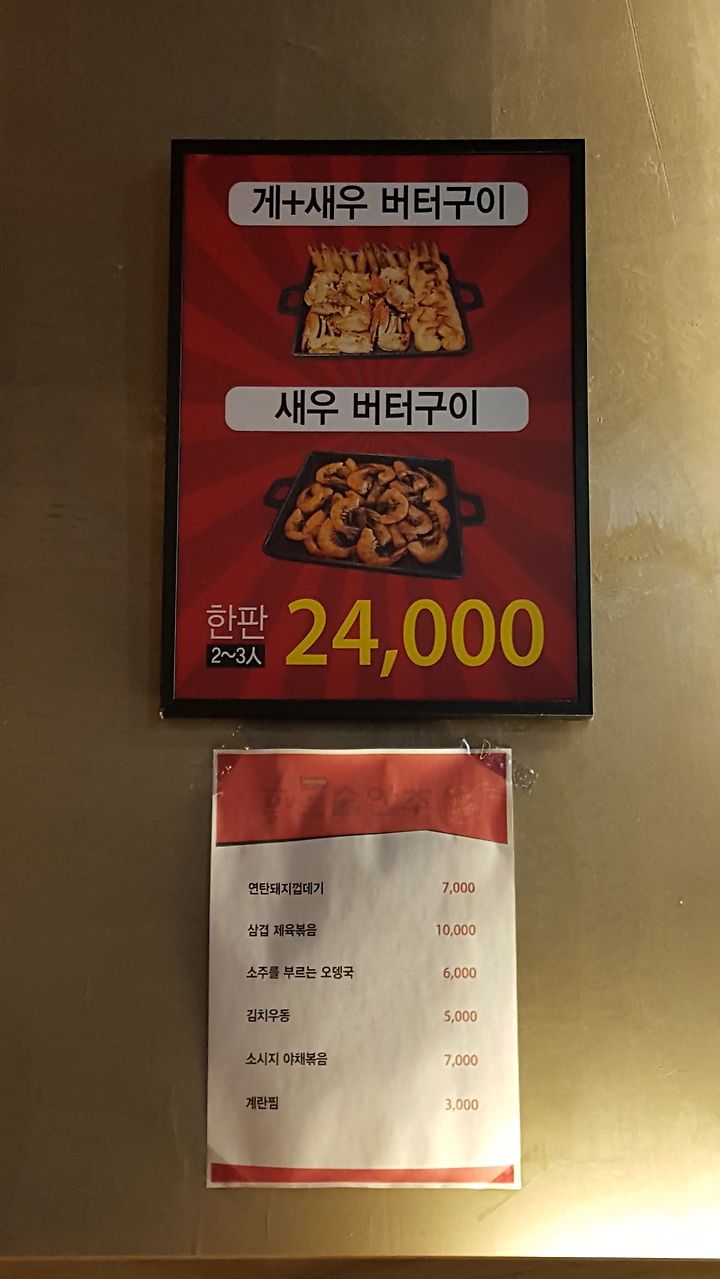 게+새우 버터구이
새우 버터구이
한판 24,000
2~3人
연탄돼지껍데기 7,000
삼겹 제육볶음 10,000
소주를 부르는 오뎅국 6,000
김치우동 5,000
소시지 야채볶음 7,000
계란찜 3,000